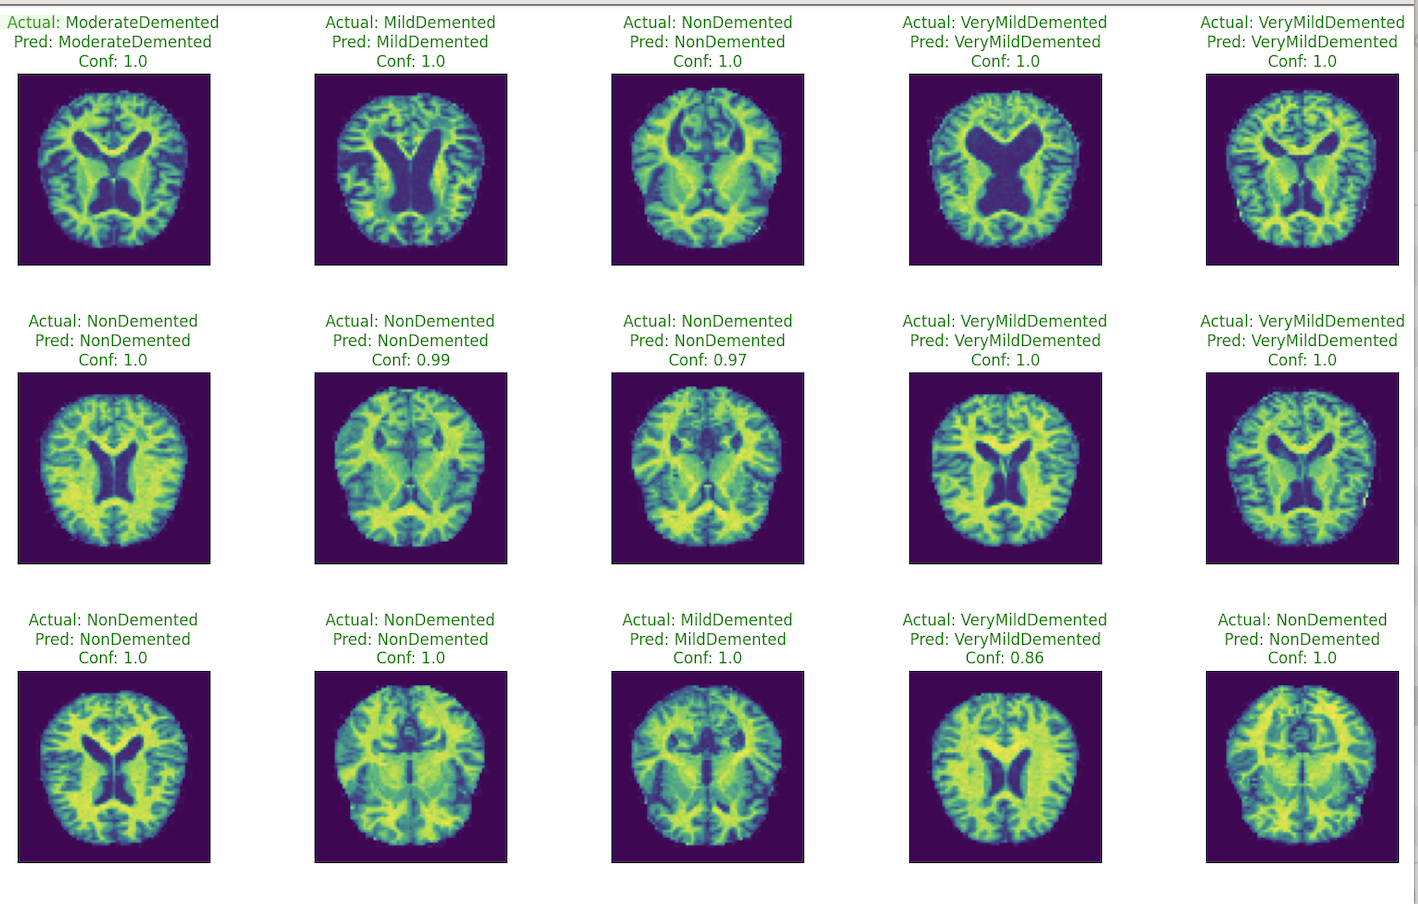 Actual: ModerateDemented
Pred: ModerateDemented
Conf: 1.0
Actual: MildDemented
Pred: MildDemented
Conf: 1.0
Actual: NonDemented
Pred: NonDemented
Conf: 1.0
Actual: VeryMildDemented
Pred: VeryMildDemented
Conf: 1.0
Actual: VeryMildDemented
Pred: VeryMildDemented
Conf: 1.0
Actual: NonDemented
Pred: NonDemented
Conf: 1.0
Actual: NonDemented
Pred: NonDemented
Conf: 0.99
Actual: NonDemented
Pred: NonDemented
Conf: 0.97
Actual: VeryMildDemented
Pred: VeryMildDemented
Conf: 1.0
Actual: VeryMildDemented
Pred: VeryMildDemented
Conf: 1.0
Actual: NonDemented
Pred: NonDemented
Conf: 1.0
Actual: NonDemented
Pred: NonDemented
Conf: 1.0
Actual: MildDemented
Pred: MildDemented
Conf: 1.0
Actual: VeryMildDemented
Pred: VeryMildDemented
Conf: 0.86
Actual: NonDemented
Pred: NonDemented
Conf: 1.0